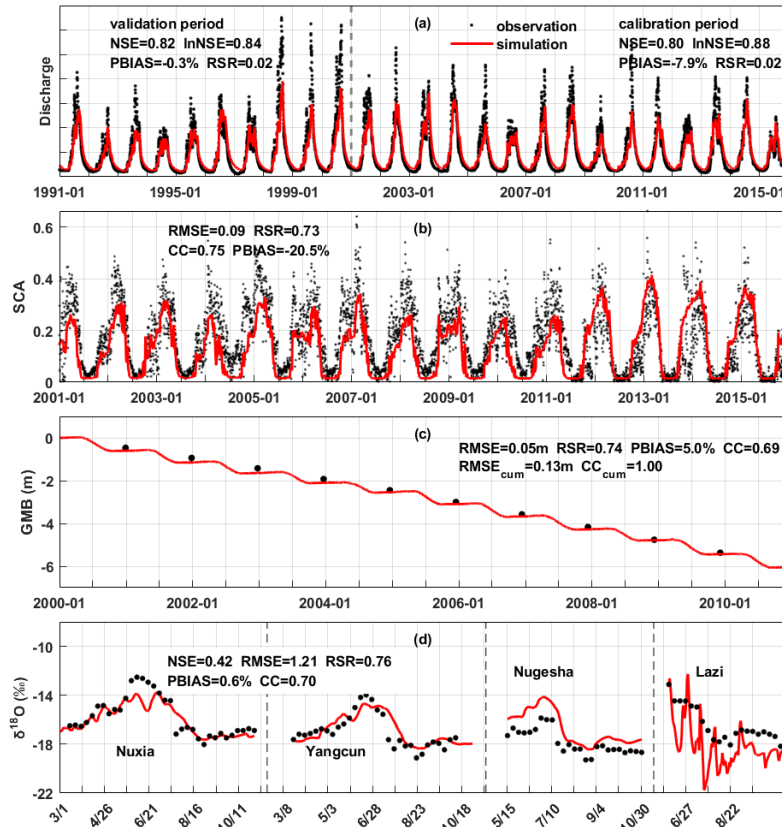 validation period
(a)
observation
calibration period
NSE=0.82 lnNSE=0.84
simulation
NSE=0.80 lnNSE=0.88
PBIAS=-0.3% RSR=0.02
PBIAS=-7.9% RSR=0.02
Discharge
1991-01 1995-01 1999-01 2003-01 2007-01 2011-01 2015-01
RMSE=0.09 RSR=0.73
(b)
CC=0.75 PBIAS=-20.5%
SCA
0.6
0.4
0.2
0
2001-01 2003-01 2005-01 2007-01 2009-01 2011-01 2013-01 2015-01
(c)
RMSE=0.05m RSR=0.74 PBIAS=5.0% CC=0.69
RMSEcum=0.13m CCcum=1.00
GMB (m)
0
-2
-4
-6
2000-01 2002-01 2004-01 2006-01 2008-01 2010-01
(d)
NSE=0.42 RMSE=1.21 RSR=0.76
PBIAS=0.6% CC=0.70
Nugesha
Lazi
Nuxia
Yangcun
δ18O (‰)
-10
-14
-18
-22
3/1 4/26 6/21 8/16 10/11 3/8 5/3 6/28 8/23 10/18 5/15 7/10 9/4 10/30 6/27 8/22